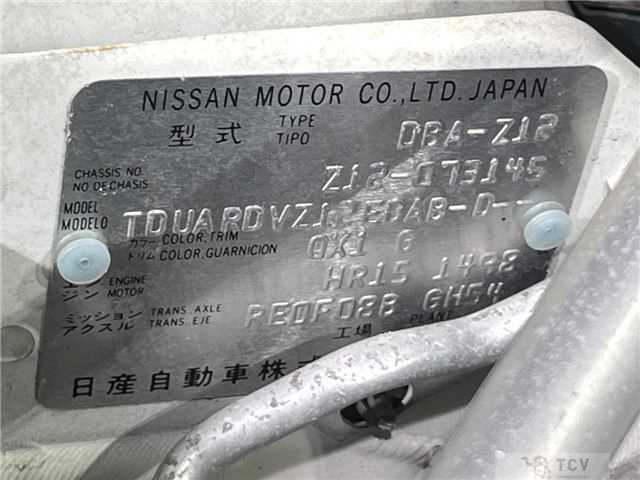 NISSAN MOTOR CO.,LTD. JAPAN
型式 TYPE TIPO DBA-Z12
CHASSIS NO. NO DE CHASIS Z12-073145
MODEL MODELO
カラー COLOR, TRIM
トリム COLOR, GUARNICION QX1 G
エンジン ENGINE MOTOR HR15 1498
ミッション TRANS. AXLE
アクスル TRANS. EJE RE0F08B GH54
工場 PLANT
日産自動車株式
TCV